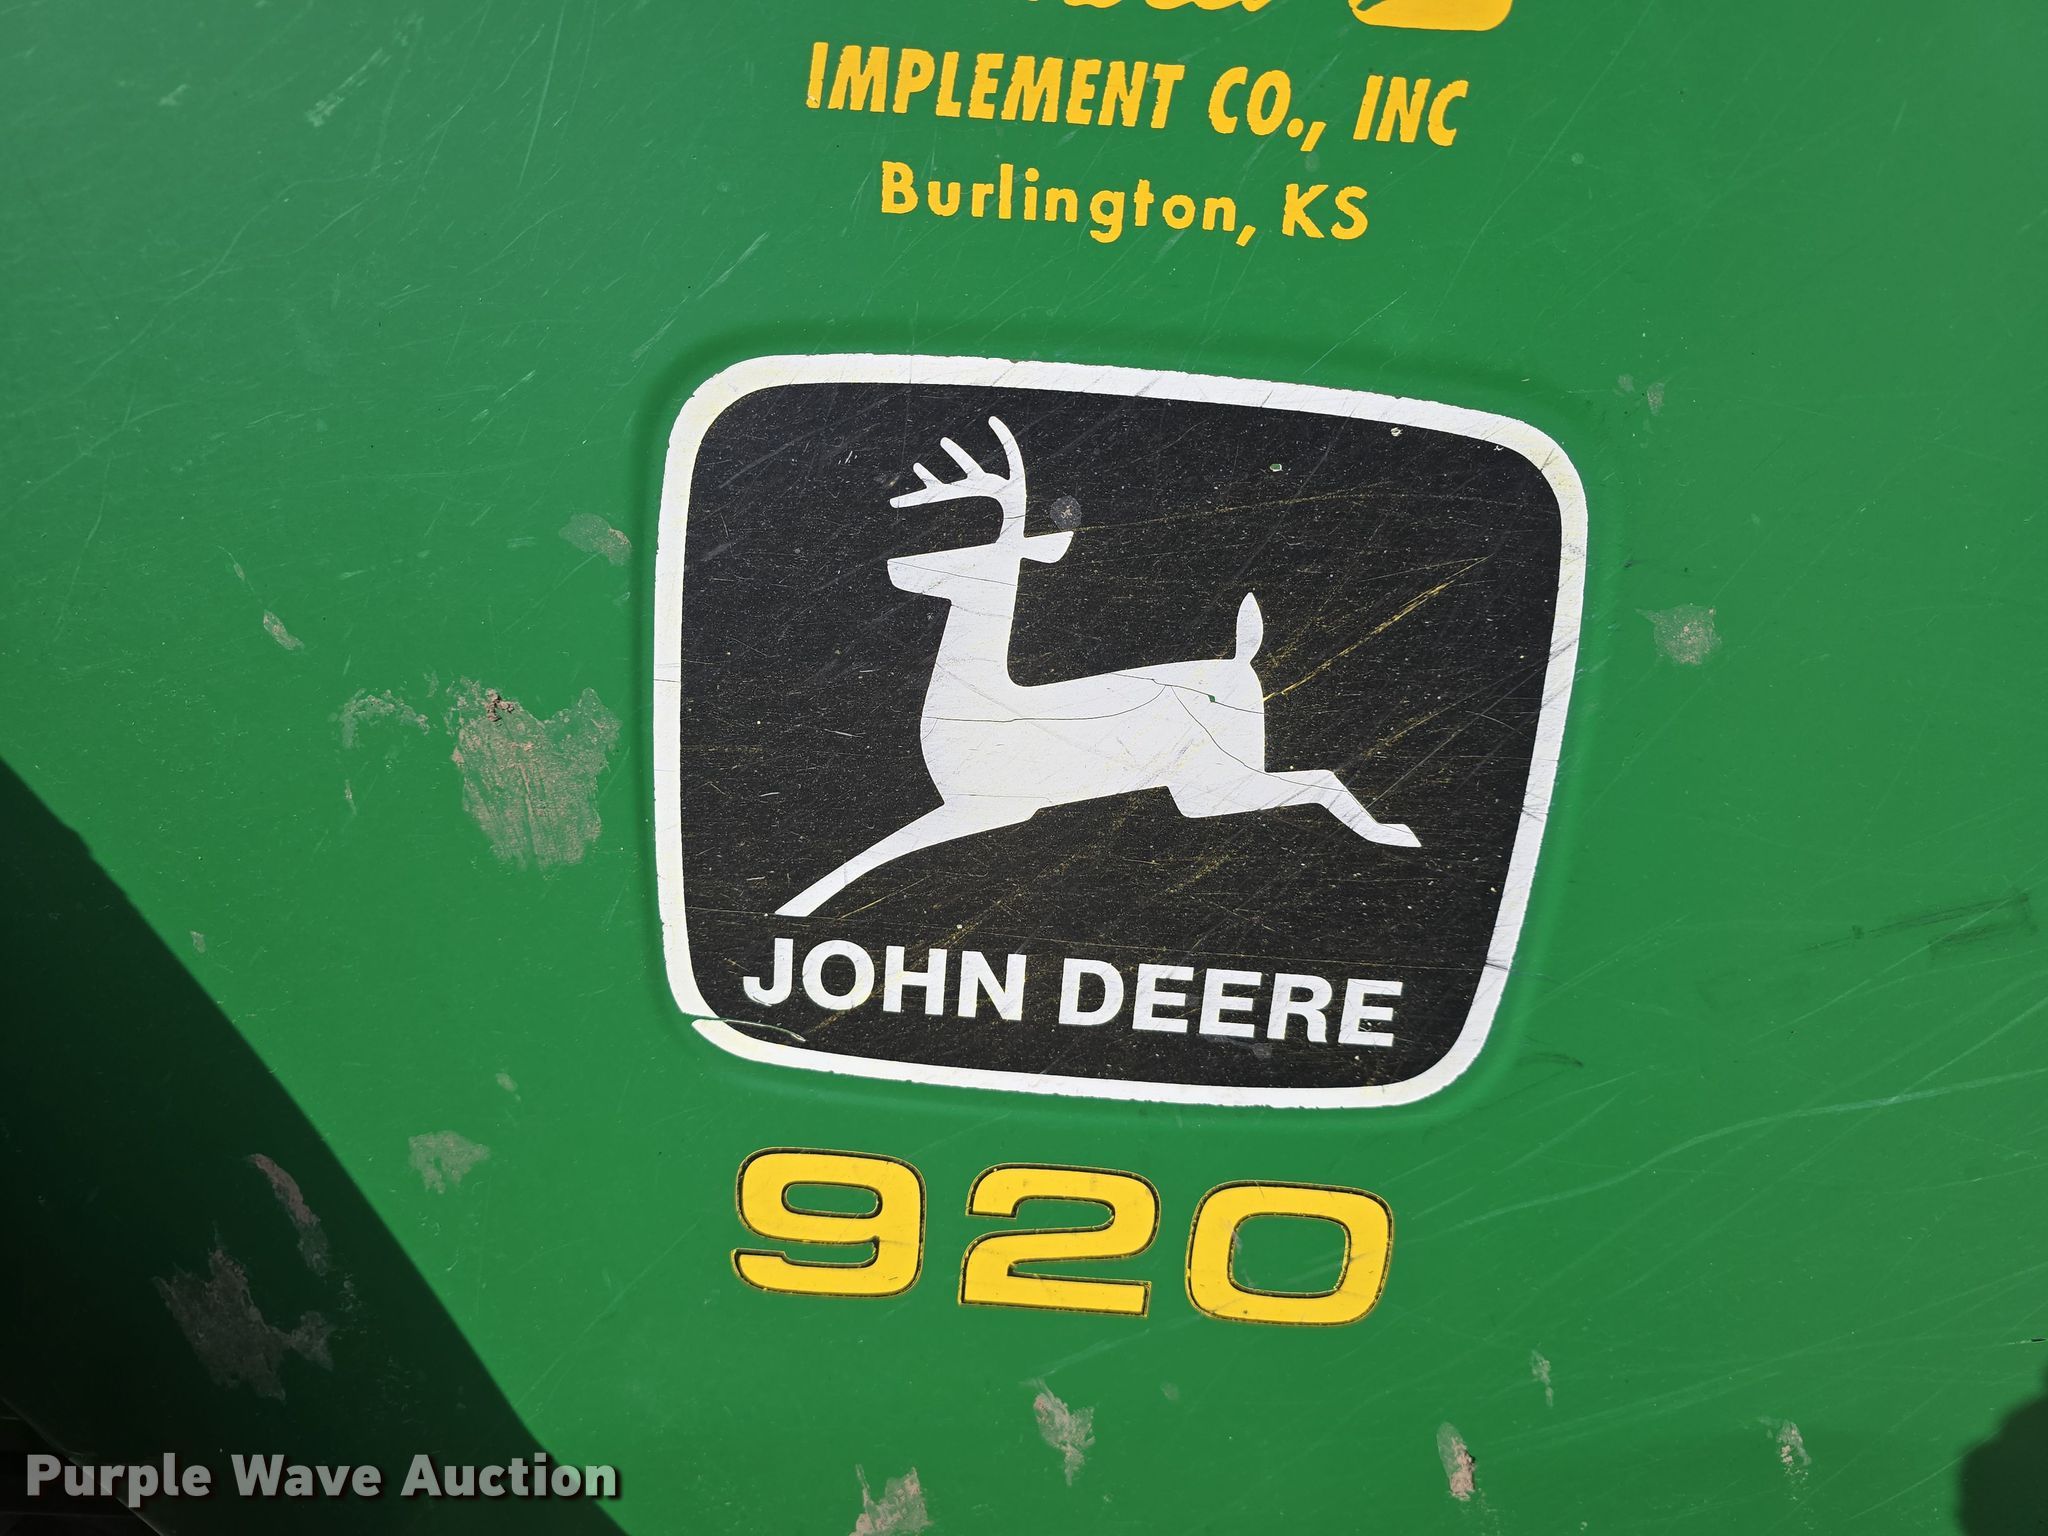 IMPLEMENT CO., INC
Burlington, KS
JOHN DEERE
920
Purple Wave Auction